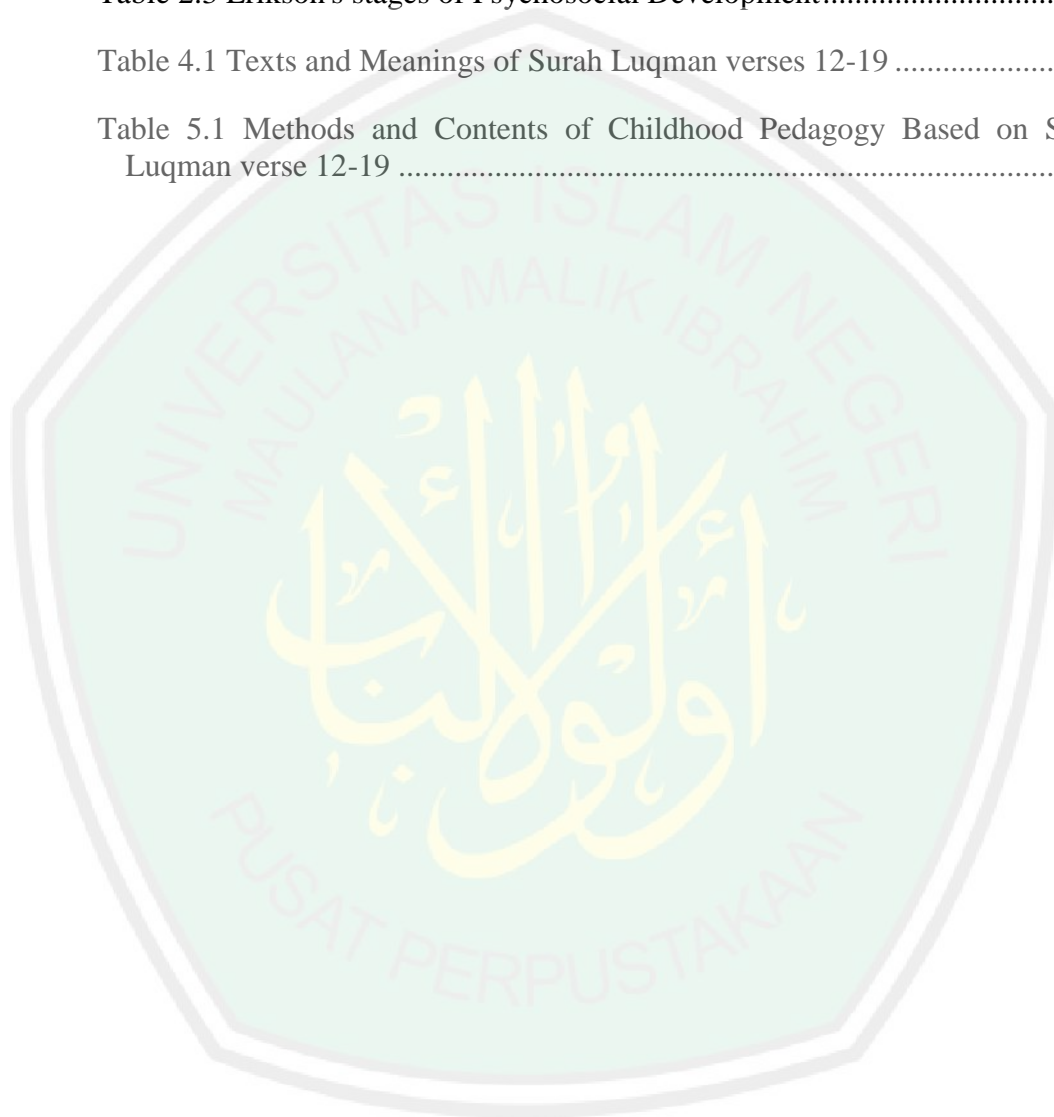 Table 2.3 Erikson's stages of Psychosocial Development
Table 4.1 Texts and Meanings of Surah Luqman verses 12-19
Table 5.1 Methods and Contents of Childhood Pedagogy Based on S
Luqman verse 12-19
UNIVERSITAS ISLAM NEGERI
MAULANA MALIK IBRAHIM
أولوا الألباب
PUSAT PERPUSTAKAAN